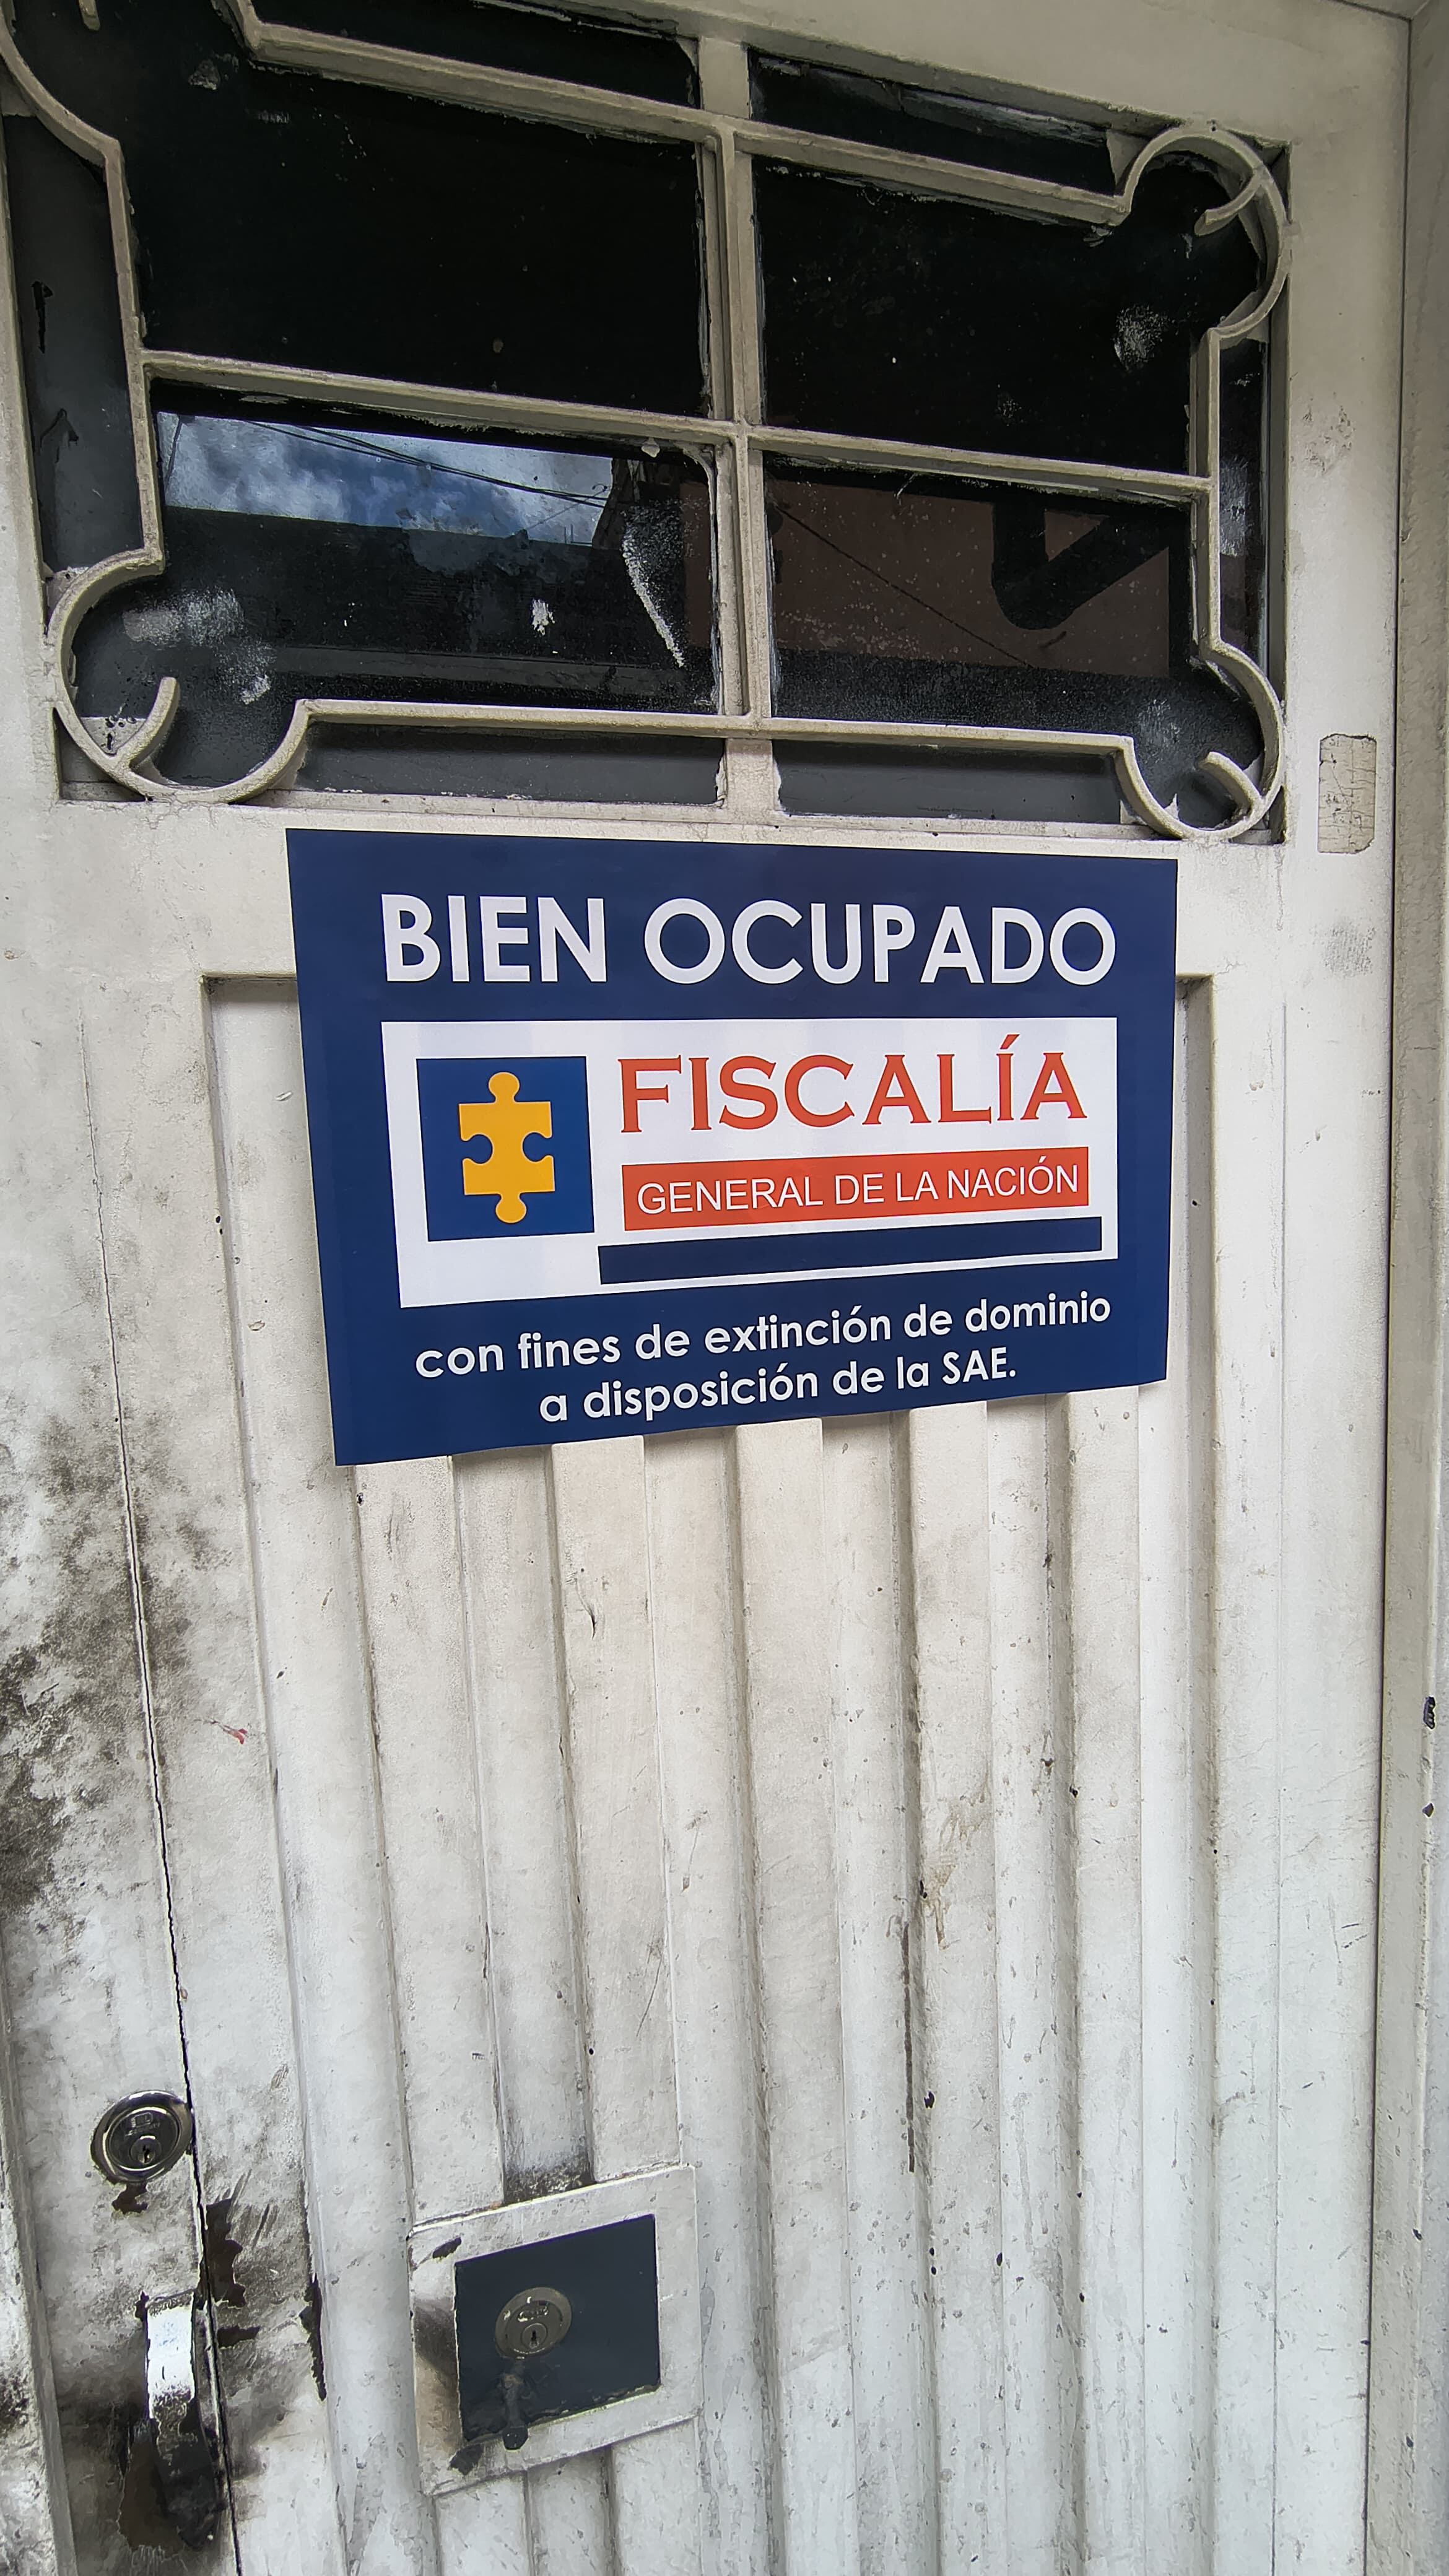 BIEN OCUPADO
FISCALÍA
GENERAL DE LA NACIÓN
con fines de extinción de dominio
a disposición de la SAE.